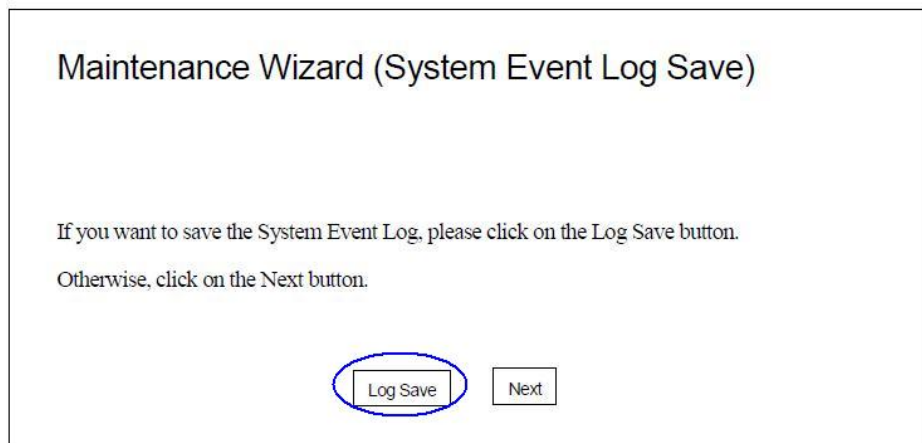 Maintenance Wizard (System Event Log Save)
If you want to save the System Event Log, please click on the Log Save button.
Otherwise, click on the Next button.
Log Save
Next